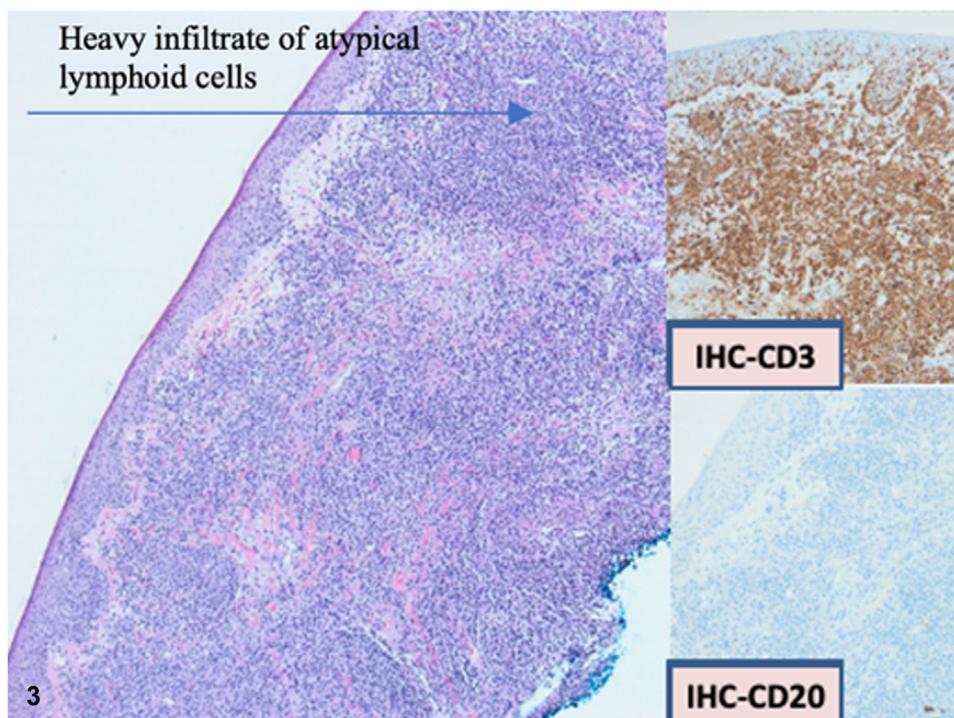 Heavy infiltrate of atypical
lymphoid cells
IHC-CD3
IHC-CD20
3